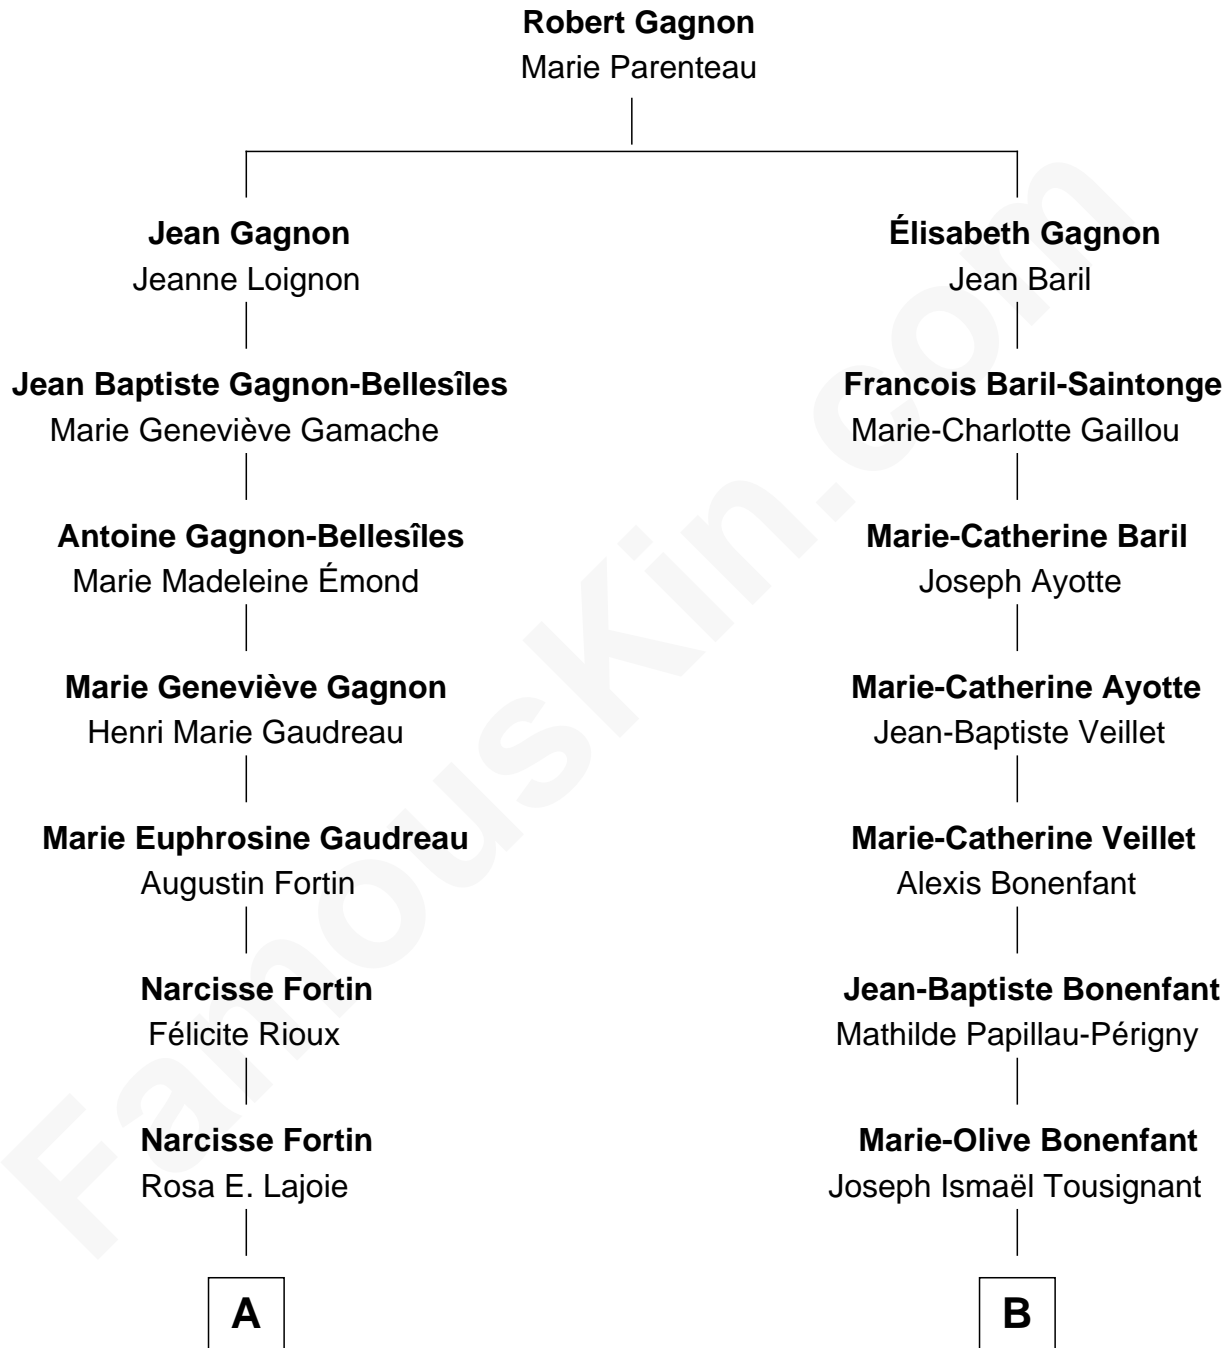 Robert Gagnon
Marie Parenteau
Jean Gagnon
Jeanne Loignon
Élisabeth Gagnon
Jean Baril
Jean Baptiste Gagnon-Bellesîles
Marie Geneviève Gamache
Francois Baril-Saintonge
Marie-Charlotte Gaillou
Antoine Gagnon-Bellesîles
Marie Madeleine Émond
Marie-Catherine Baril
Joseph Ayotte
Marie Geneviève Gagnon
Henri Marie Gaudreau
Marie-Catherine Ayotte
Jean-Baptiste Veillet
Marie Euphrosine Gaudreau
Augustin Fortin
Marie-Catherine Veillet
Alexis Bonenfant
Narcisse Fortin
Félicite Rioux
Jean-Baptiste Bonenfant
Mathilde Papillau-Périgny
Narcisse Fortin
Rosa E. Lajoie
Marie-Olive Bonenfant
Joseph Ismaël Tousignant
A
B
FamousKin.com